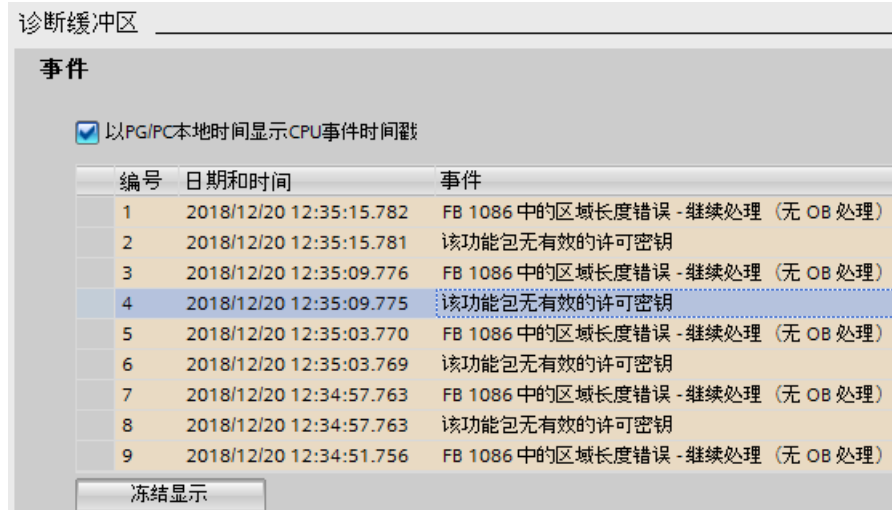 诊断缓冲区
事件
以PG/PC本地时间显示CPU事件时间戳
编号 日期和时间 事件
1 2018/12/20 12:35:15.782 FB 1086 中的区域长度错误 - 继续处理（无 OB 处理）
2 2018/12/20 12:35:15.781 该功能包无有效的许可密钥
3 2018/12/20 12:35:09.776 FB 1086 中的区域长度错误 - 继续处理（无 OB 处理）
4 2018/12/20 12:35:09.775 该功能包无有效的许可密钥
5 2018/12/20 12:35:03.770 FB 1086 中的区域长度错误 - 继续处理（无 OB 处理）
6 2018/12/20 12:35:03.769 该功能包无有效的许可密钥
7 2018/12/20 12:34:57.763 FB 1086 中的区域长度错误 - 继续处理（无 OB 处理）
8 2018/12/20 12:34:57.763 该功能包无有效的许可密钥
9 2018/12/20 12:34:51.756 FB 1086 中的区域长度错误 - 继续处理（无 OB 处理）
冻结显示